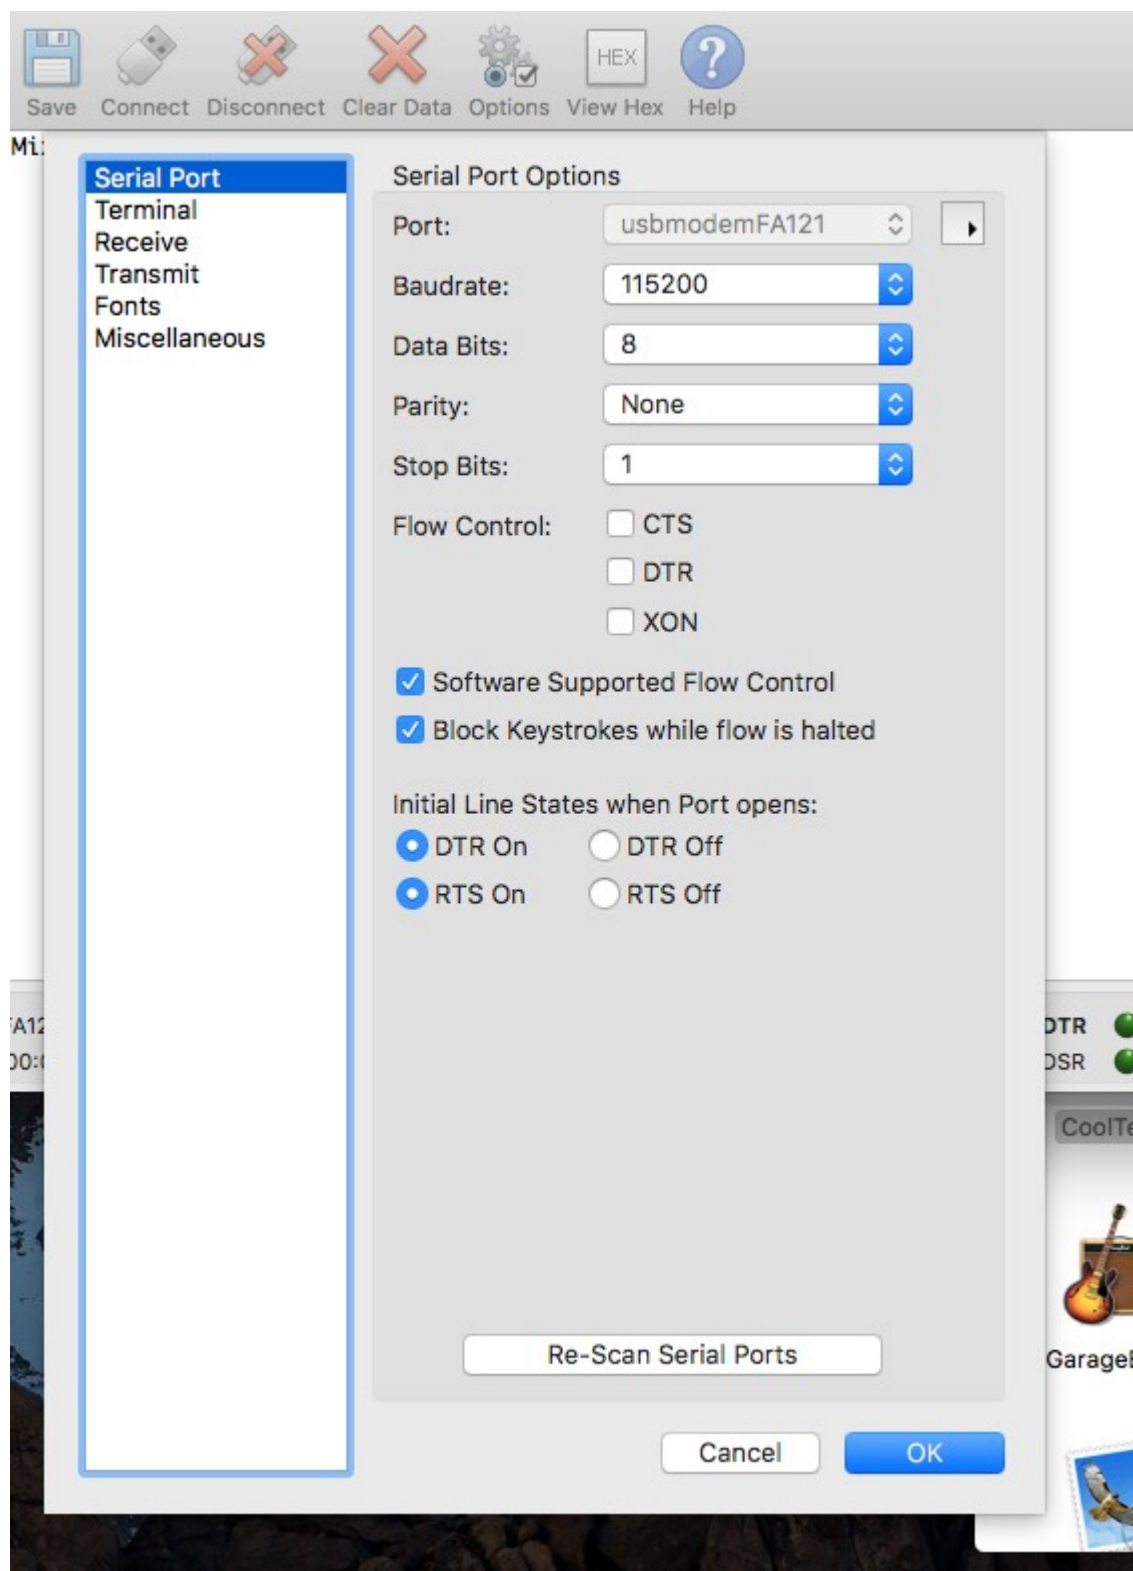 Save Connect Disconnect Clear Data Options View Hex Help
HEX
Serial Port
Terminal
Receive
Transmit
Fonts
Miscellaneous
Serial Port Options
Port: usbmodemFA121
Baudrate: 115200
Data Bits: 8
Parity: None
Stop Bits: 1
Flow Control: CTS
DTR
XON
Software Supported Flow Control
Block Keystrokes while flow is halted
Initial Line States when Port opens:
DTR On DTR Off
RTS On RTS Off
DTR
DSR
Re-Scan Serial Ports
Cancel OK